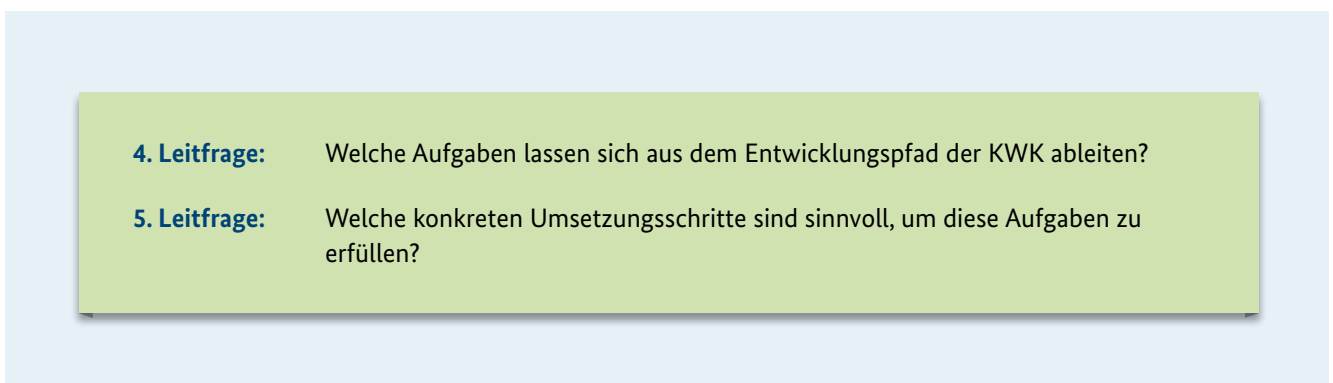 4. Leitfrage: Welche Aufgaben lassen sich aus dem Entwicklungspfad der KWK ableiten?
5. Leitfrage: Welche konkreten Umsetzungsschritte sind sinnvoll, um diese Aufgaben zu
erfüllen?